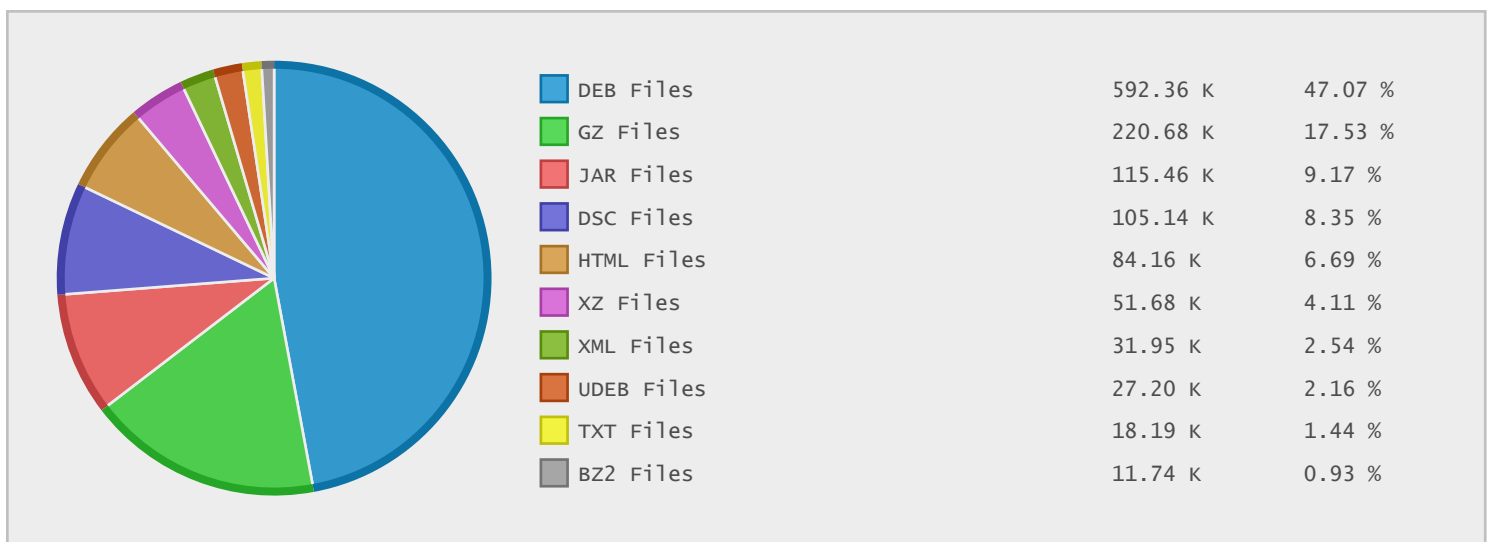 DEB Files 592.36 K 47.07 %
GZ Files 220.68 K 17.53 %
JAR Files 115.46 K 9.17 %
DSC Files 105.14 K 8.35 %
HTML Files 84.16 K 6.69 %
XZ Files 51.68 K 4.11 %
XML Files 31.95 K 2.54 %
UDEB Files 27.20 K 2.16 %
TXT Files 18.19 K 1.44 %
BZ2 Files 11.74 K 0.93 %